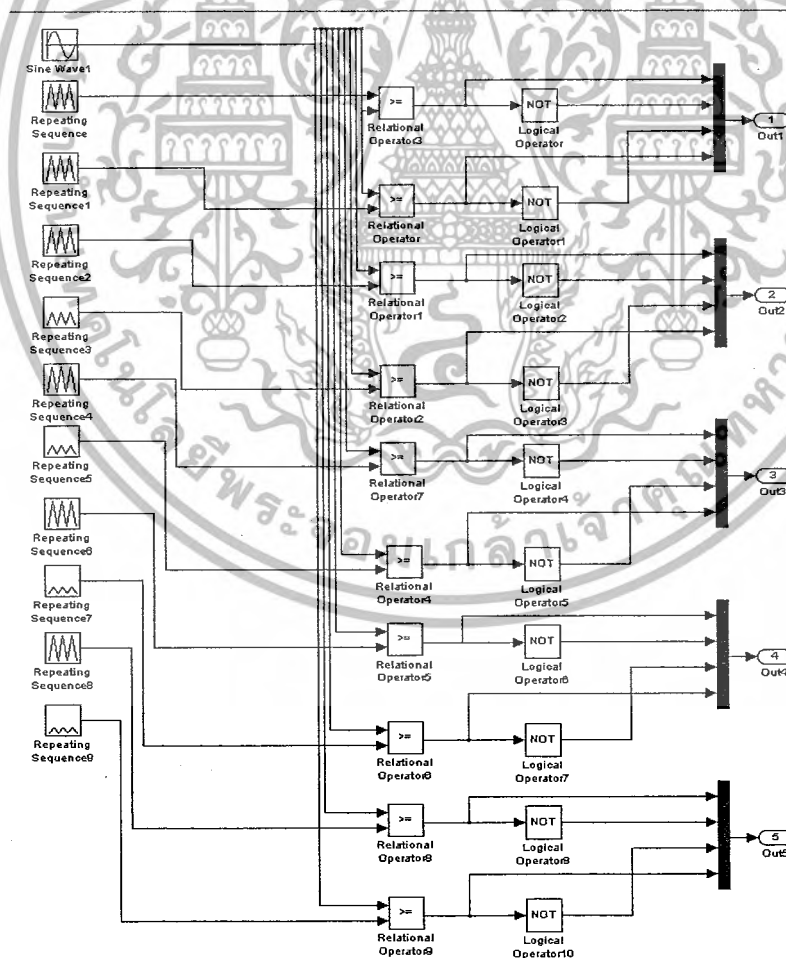 Sine Wave1
Repeating
Sequence
Repeating
Sequence1
Repeating
Sequence2
Repeating
Sequence3
Repeating
Sequence4
Repeating
Sequence5
Repeating
Sequence6
Repeating
Sequence7
Repeating
Sequence8
Repeating
Sequence9
>=
Relational
Operator3
NOT
Logical
Operator
1
Out1
>=
Relational
Operator
NOT
Logical
Operator1
>=
Relational
Operator1
NOT
Logical
Operator2
2
Out2
>=
Relational
Operator2
NOT
Logical
Operator3
>=
Relational
Operator7
NOT
Logical
Operator4
3
Out3
>=
Relational
Operator4
NOT
Logical
Operator5
>=
Relational
Operator5
NOT
Logical
Operator6
4
Out4
>=
Relational
Operator6
NOT
Logical
Operator7
>=
Relational
Operator8
NOT
Logical
Operator8
5
Out5
>=
Relational
Operator9
NOT
Logical
Operator10